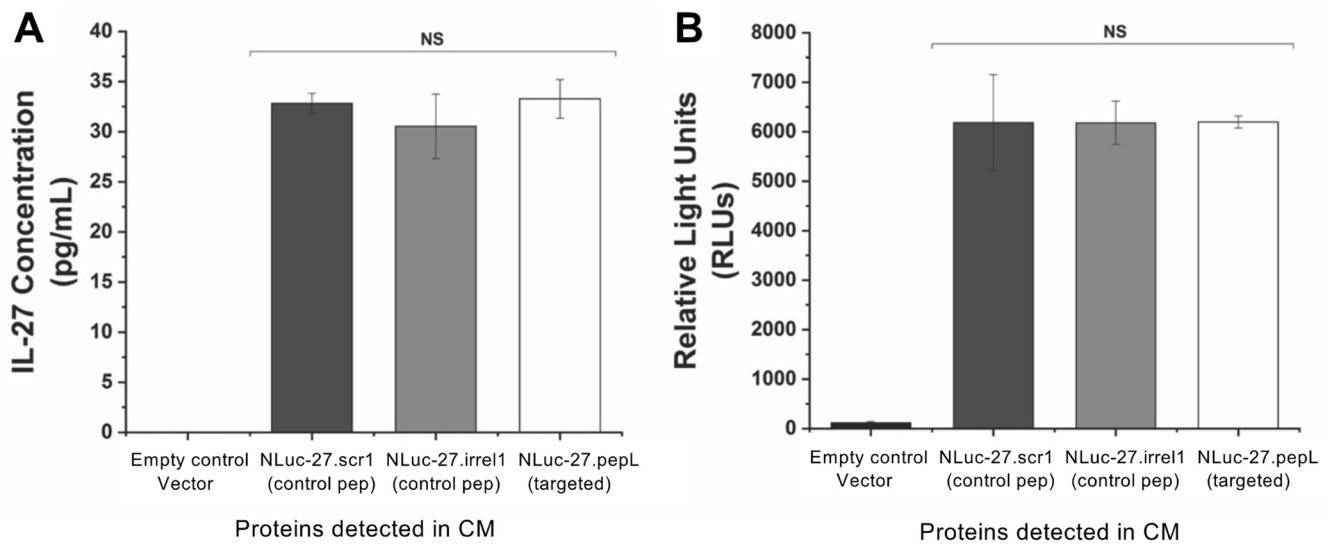 A
IL-27 Concentration
(pg/mL)
40
35
30
25
20
15
10
5
0
NS
Empty control
Vector
NLuc-27.scr1
(control pep)
NLuc-27.irrel1
(control pep)
NLuc-27.pepL
(targeted)
Proteins detected in CM
B
Relative Light Units
(RLUs)
8000
7000
6000
5000
4000
3000
2000
1000
0
NS
Empty control
Vector
NLuc-27.scr1
(control pep)
NLuc-27.irrel1
(control pep)
NLuc-27.pepL
(targeted)
Proteins detected in CM